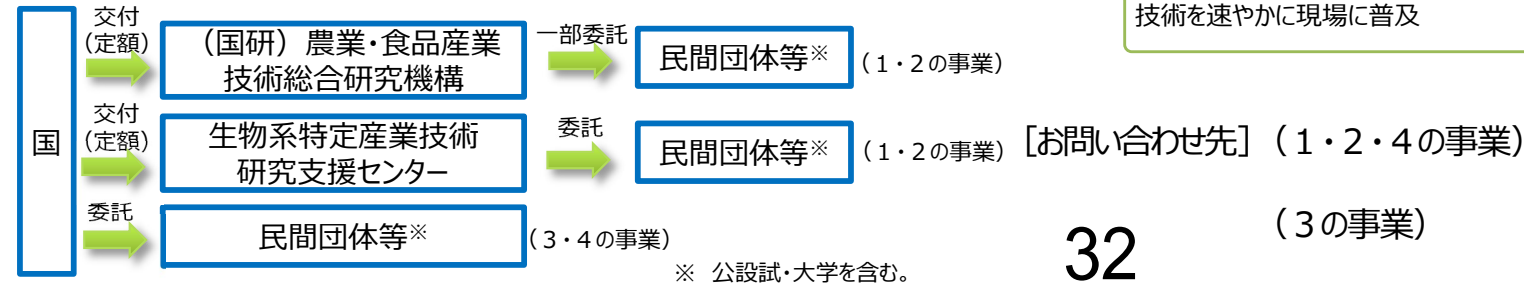 技術を速やかに現場に普及
国
交付
(定額)
(国研)農業・食品産業
技術総合研究機構
一部委託
民間団体等※
(1・2の事業)
交付
(定額)
生物系特定産業技術
研究支援センター
委託
民間団体等※
(1・2の事業)
委託
民間団体等※
(3・4の事業)
※ 公設試・大学を含む。
[お問い合わせ先](1・2・4の事業)
(3の事業)
32